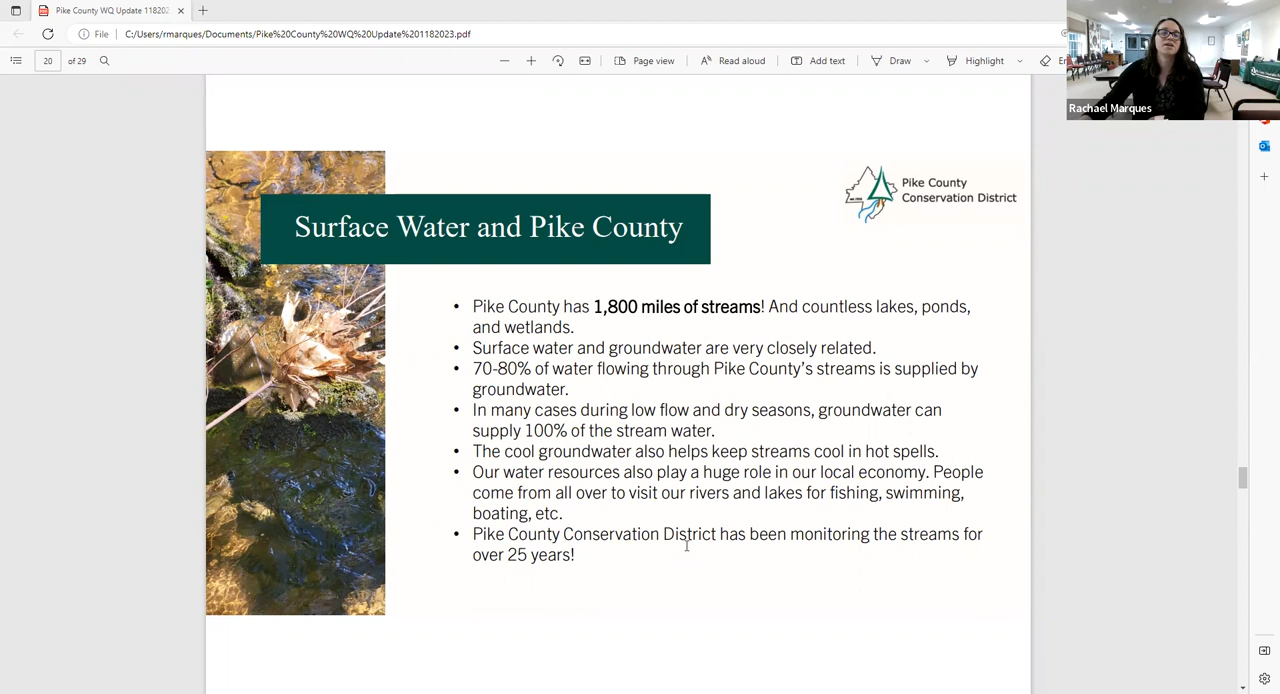 Pike County WQ Update 118202
File
C:/Users/rmarques/Documents/Pike%20County%20WQ%20Update%201182023.pdf
20 of 29
Page view
Read aloud
Add text
Draw
Highlight
Rachael Marques
Pike County
Conservation District
Surface Water and Pike County
• Pike County has 1,800 miles of streams! And countless lakes, ponds,
and wetlands.
• Surface water and groundwater are very closely related.
• 70-80% of water flowing through Pike County's streams is supplied by
groundwater.
• In many cases during low flow and dry seasons, groundwater can
supply 100% of the stream water.
• The cool groundwater also helps keep streams cool in hot spells.
• Our water resources also play a huge role in our local economy. People
come from all over to visit our rivers and lakes for fishing, swimming,
boating, etc.
• Pike County Conservation District has been monitoring the streams for
over 25 years!